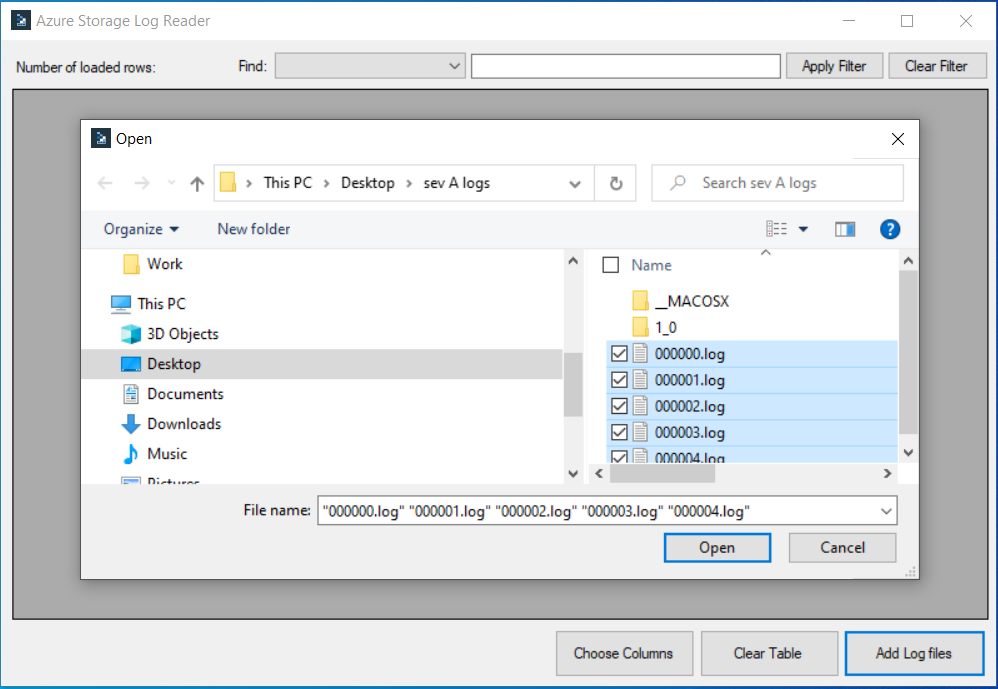 Azure Storage Log Reader
Number of loaded rows:
Find:
Apply Filter
Clear Filter
Open
This PC > Desktop > sev A logs
Search sev A logs
Organize
New folder
?
Work
This PC
3D Objects
Desktop
Documents
Downloads
Music
Pictures
Name
__MACOSX
1_0
000000.log
000001.log
000002.log
000003.log
000004.log
File name:
"000000.log" "000001.log" "000002.log" "000003.log" "000004.log"
Open
Cancel
Choose Columns
Clear Table
Add Log files